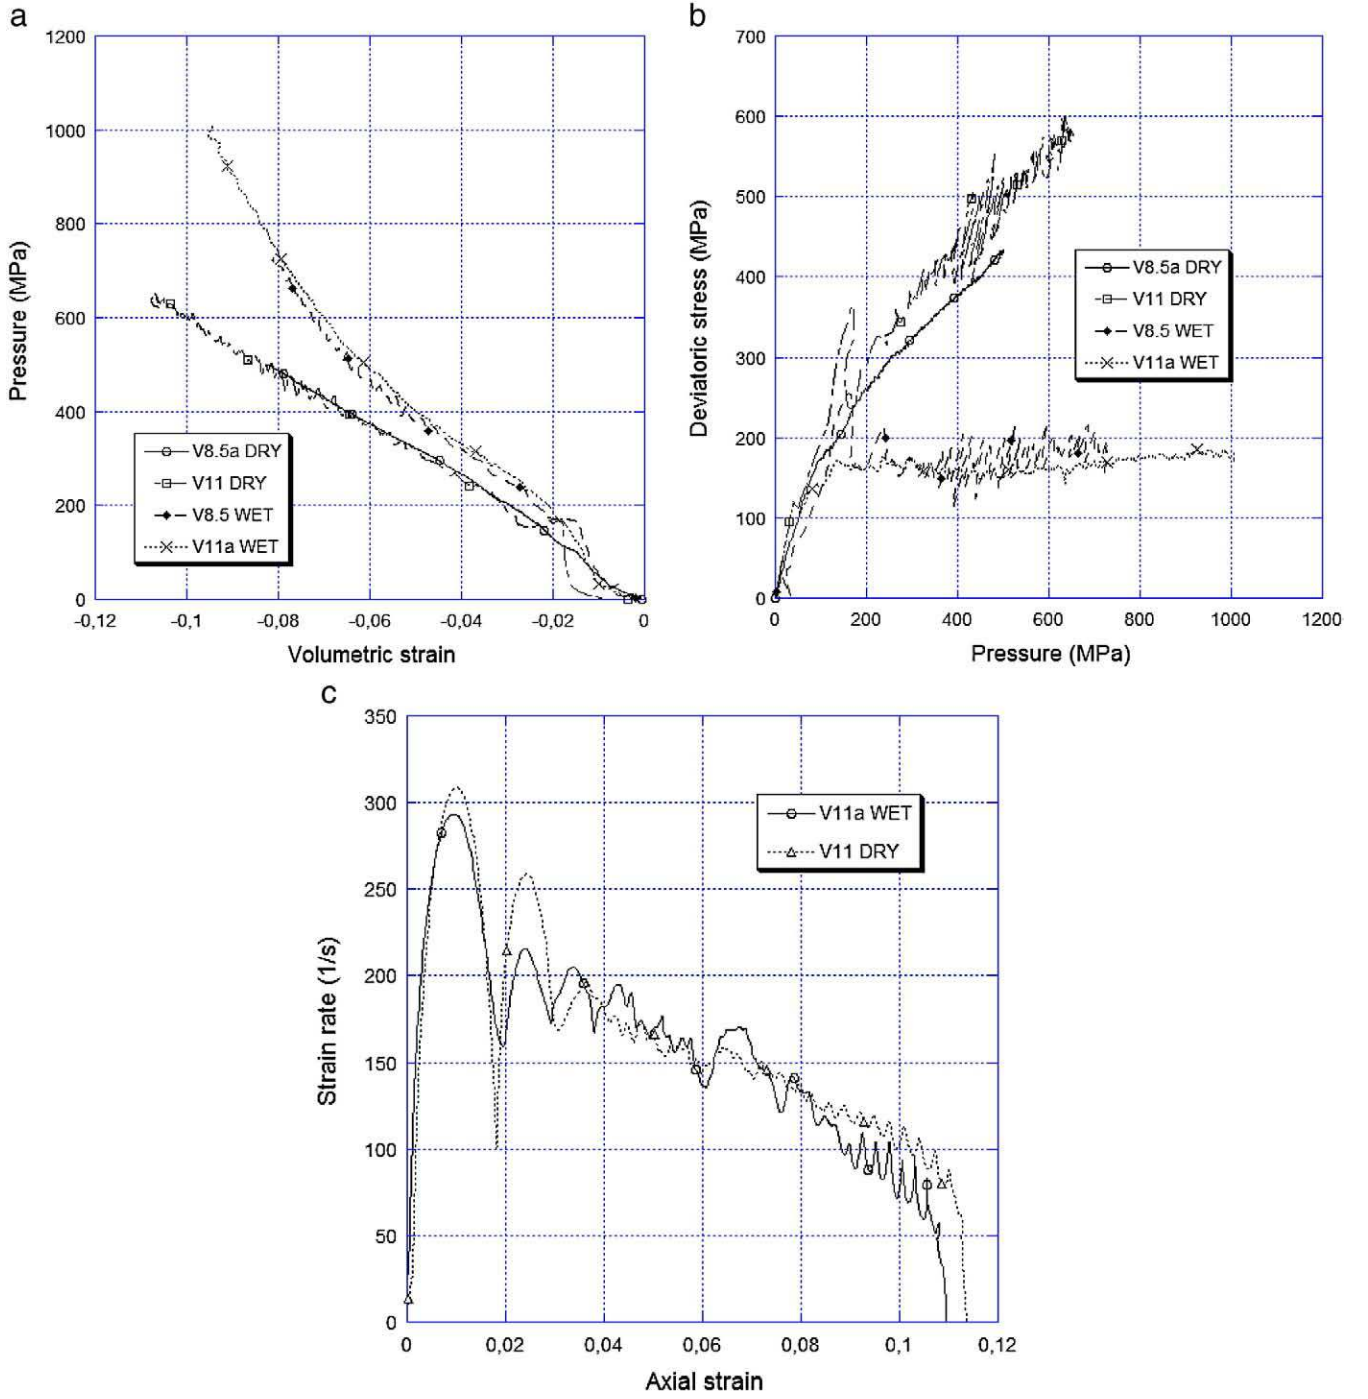 a
1200
1000
800
600
400
200
0
-0,12 -0,1 -0,08 -0,06 -0,04 -0,02 0
Pressure (MPa)
Volumetric strain
V8.5a DRY
V11 DRY
V8.5 WET
V11a WET
b
700
600
500
400
300
200
100
0
0 200 400 600 800 1000 1200
Deviatoric stress (MPa)
Pressure (MPa)
V8.5a DRY
V11 DRY
V8.5 WET
V11a WET
c
350
300
250
200
150
100
50
0
0 0,02 0,04 0,06 0,08 0,1 0,12
Strain rate (1/s)
Axial strain
V11a WET
V11 DRY